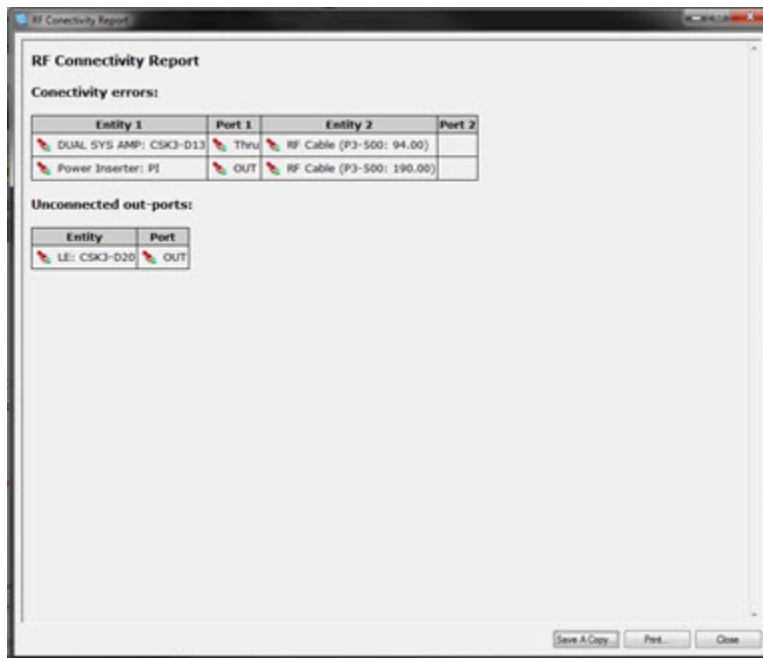 RF Conectivity Report
RF Connectivity Report
Conectivity errors:
Entity 1 Port 1 Entity 2 Port 2
DUAL SYS AMP: CSK3-D13 Thru RF Cable (P3-500: 94.00)
Power Inserter: PI OUT RF Cable (P3-500: 190.00)
Unconnected out-ports:
Entity Port
LE: CSK3-D20 OUT
Save A Copy... Print... Close